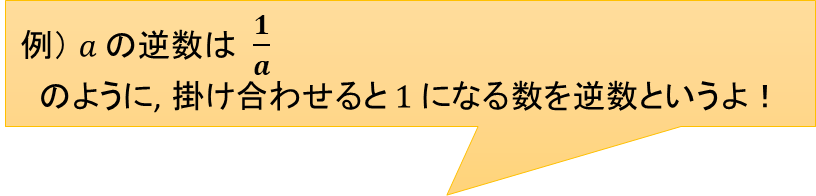 例) a の逆数は 1/a
のように, 掛け合わせると 1 になる数を逆数というよ！